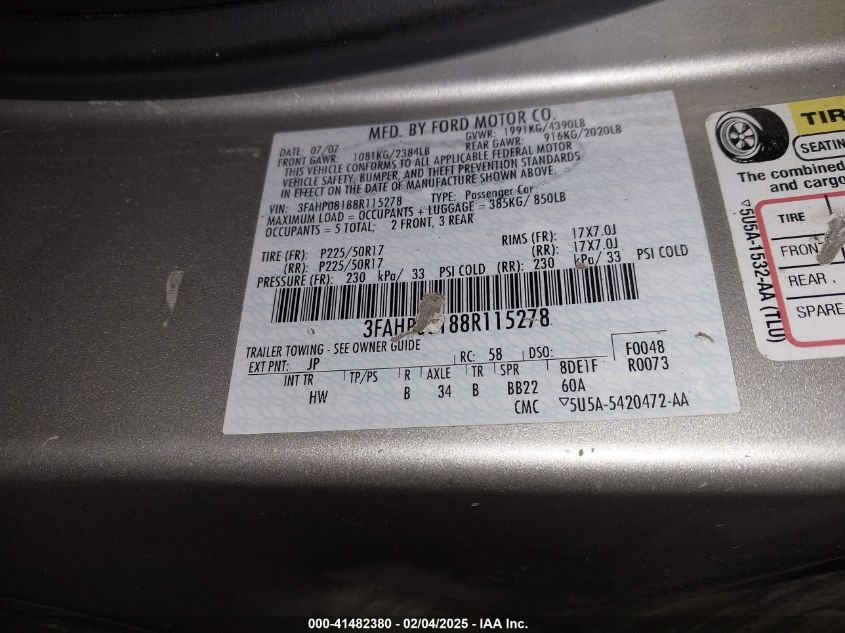 MFD. BY FORD MOTOR CO.
DATE: 07/07 GVWR: 1991KG/4390LB
FRONT GAWR: 1081KG/2384LB REAR GAWR: 916KG/2020LB
THIS VEHICLE CONFORMS TO ALL APPLICABLE FEDERAL MOTOR
VEHICLE SAFETY, BUMPER, AND THEFT PREVENTION STANDARDS
IN EFFECT ON THE DATE OF MANUFACTURE SHOWN ABOVE.
VIN: 3FAHP08188R115278 TYPE: Passenger Car
MAXIMUM LOAD = OCCUPANTS + LUGGAGE = 385KG/ 850LB
OCCUPANTS = 5 TOTAL; 2 FRONT, 3 REAR
TIRE (FR): P225/50R17 RIMS (FR): 17X7.0J
(RR): P225/50R17 (RR): 17X7.0J
PRESSURE (FR): 230 kPa/ 33 PSI COLD (RR): 230 kPa/ 33 PSI COLD
3FAHP 188R115278
TRAILER TOWING - SEE OWNER GUIDE
EXT PNT: JP RC: 58 DSO: F0048
INT TR TP/PS R AXLE TR SPR 8DE1F R0073
HW B 34 B BB22 60A
CMC ▽5U5A-5420472-AA
TIR
SEATIN
The combined
and cargo
TIRE
FRON
REAR
SPARE
▽5U5A-1532-AA (TLU)
000-41482380 - 02/04/2025 - IAA Inc.